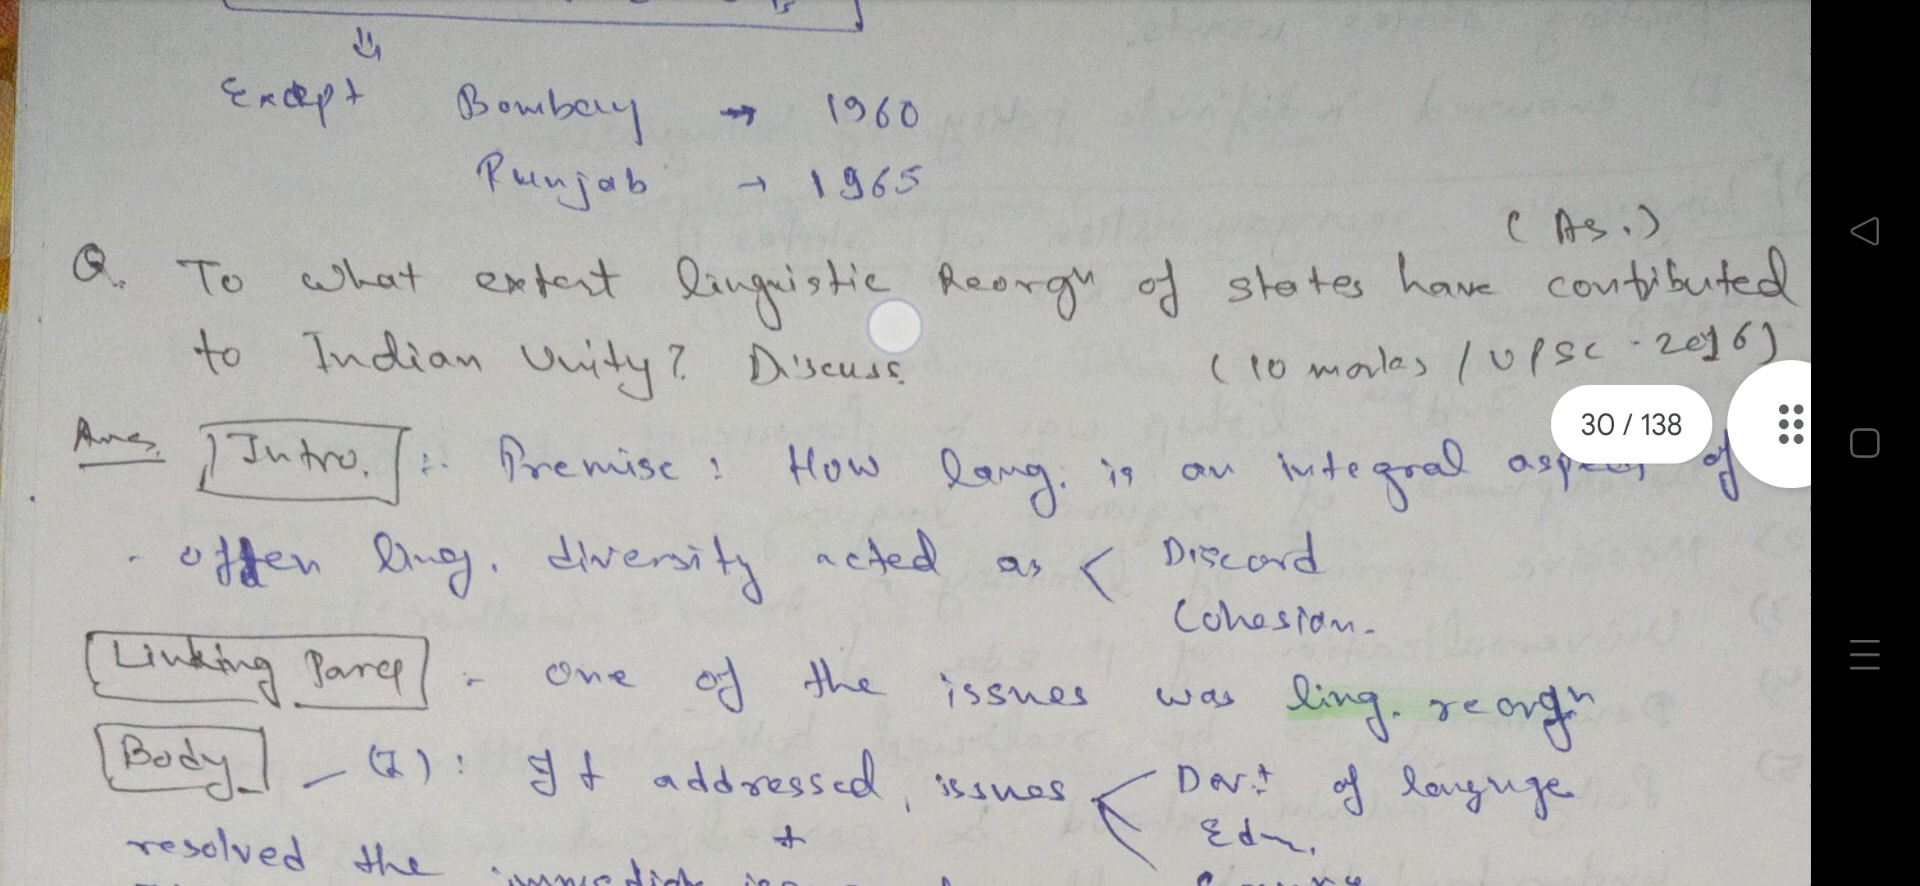 Except Bombay → 1960
Punjab → 1965
(As.)
Q. To what extent linguistic Reorgn of states have contributed
to Indian Unity? Discuss. (10 marks / UPSC - 2016)
30 / 138
Ans. Intro. :- Premise : How lang. is an integral aspect of
- often ling. diversity acted as < Discord
Cohesion.
Linking Para :- One of the issues was ling. reorgn
Body - (I) : It addressed issues < Dev.t of language
resolved the + Edn.